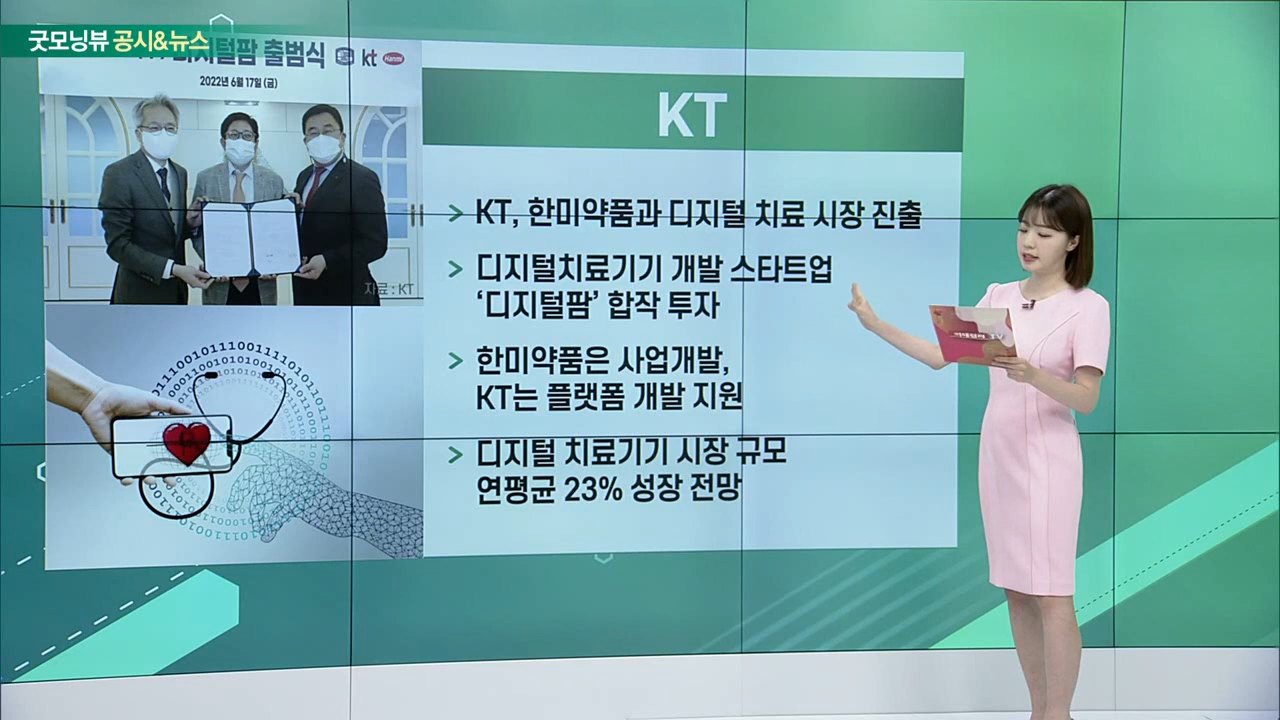 굿모닝뷰 공시&뉴스
디지털팜 출범식 kt Hanmi
2022년 6월 17일 (금)
자료 : KT
KT
> KT, 한미약품과 디지털 치료 시장 진출
> 디지털치료기기 개발 스타트업
‘디지털팜’ 합작 투자
> 한미약품은 사업개발,
KT는 플랫폼 개발 지원
> 디지털 치료기기 시장 규모
연평균 23% 성장 전망